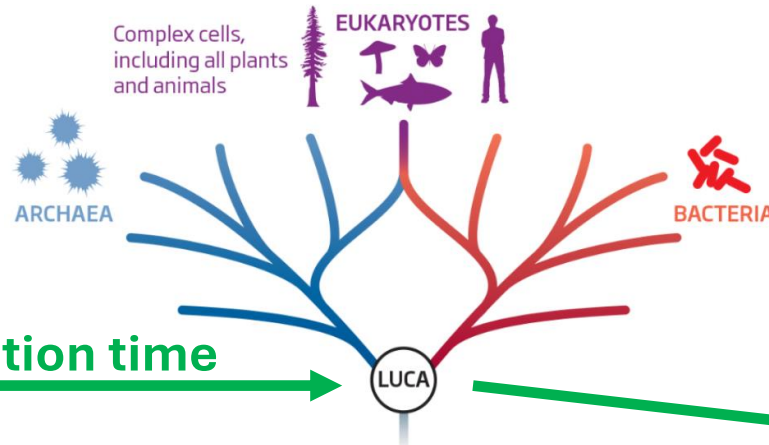 EUKARYOTES
Complex cells,
including all plants
and animals
ARCHAEA
BACTERIA
tion time
LUCA